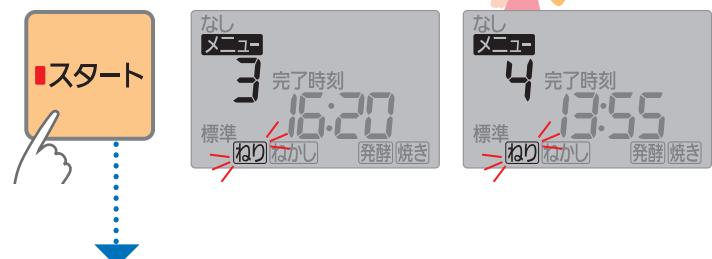 スタート
なし
メニュー
3
完了時刻
16:20
標準
ねり ねかし 発酵 焼き
なし
メニュー
4
完了時刻
13:55
標準
ねり ねかし 発酵 焼き